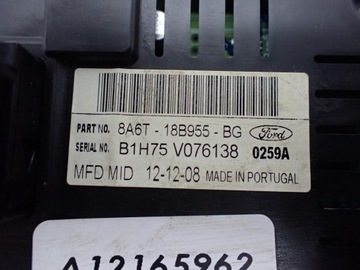 PART NO. 8A6T - 18B955 - BG Ford
SERIAL NO. B1H75 V076138 0259A
MFD MID 12-12-08 MADE IN PORTUGAL
A12165962